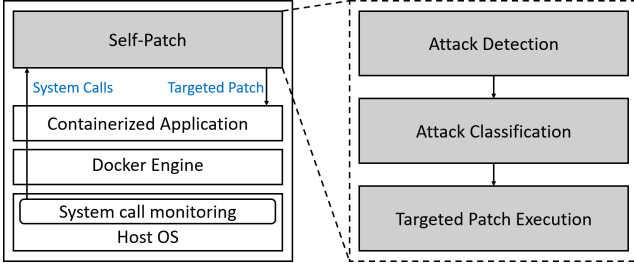 Self-Patch
System Calls
Targeted Patch
Containerized Application
Docker Engine
System call monitoring
Host OS
Attack Detection
Attack Classification
Targeted Patch Execution